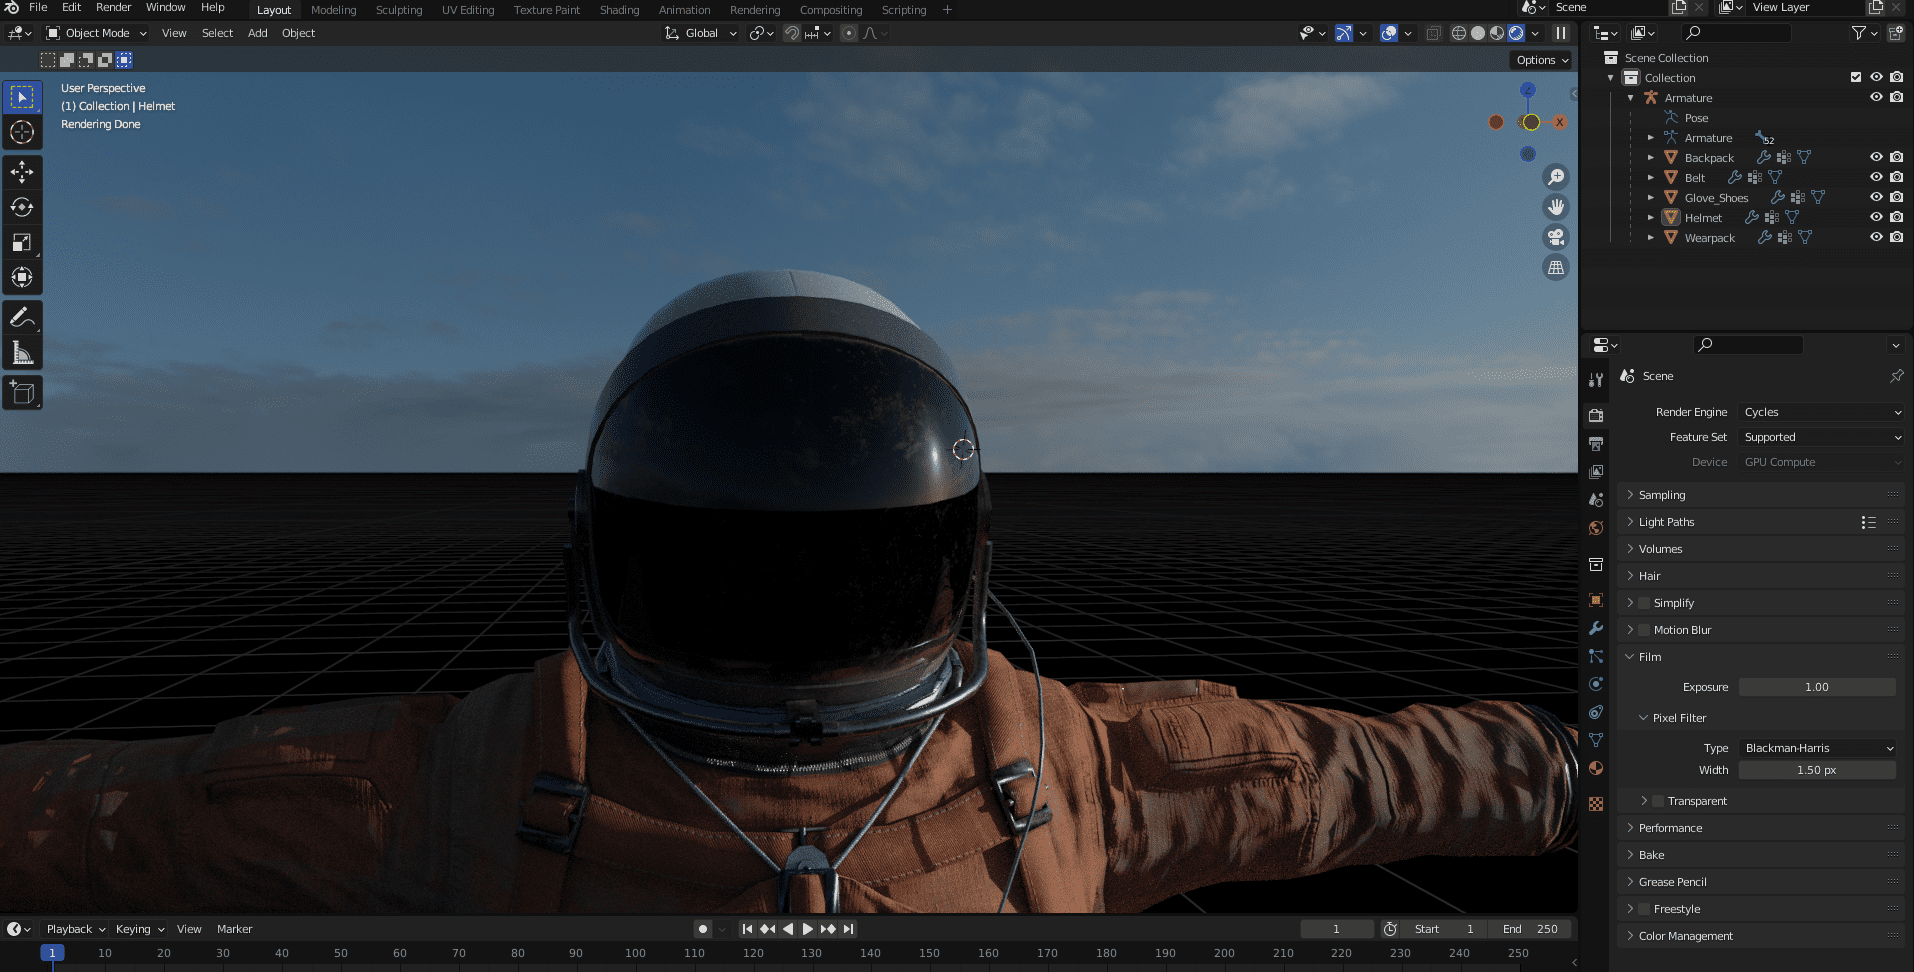 File Edit Render Window Help Layout Modeling Sculpting UV Editing Texture Paint Shading Animation Rendering Compositing Scripting + Scene View Layer
Object Mode View Select Add Object Global
Options
User Perspective
(1) Collection | Helmet
Rendering Done
Z
X
Scene Collection
Collection
Armature
Pose
Armature 52
Backpack
Belt
Glove_Shoes
Helmet
Wearpack
Scene
Render Engine Cycles
Feature Set Supported
Device GPU Compute
Sampling
Light Paths
Volumes
Hair
Simplify
Motion Blur
Film
Exposure 1.00
Pixel Filter
Type Blackman-Harris
Width 1.50 px
Transparent
Performance
Bake
Grease Pencil
Freestyle
Color Management
Playback Keying View Marker 1 Start 1 End 250
1 10 20 30 40 50 60 70 80 90 100 110 120 130 140 150 160 170 180 190 200 210 220 230 240 250